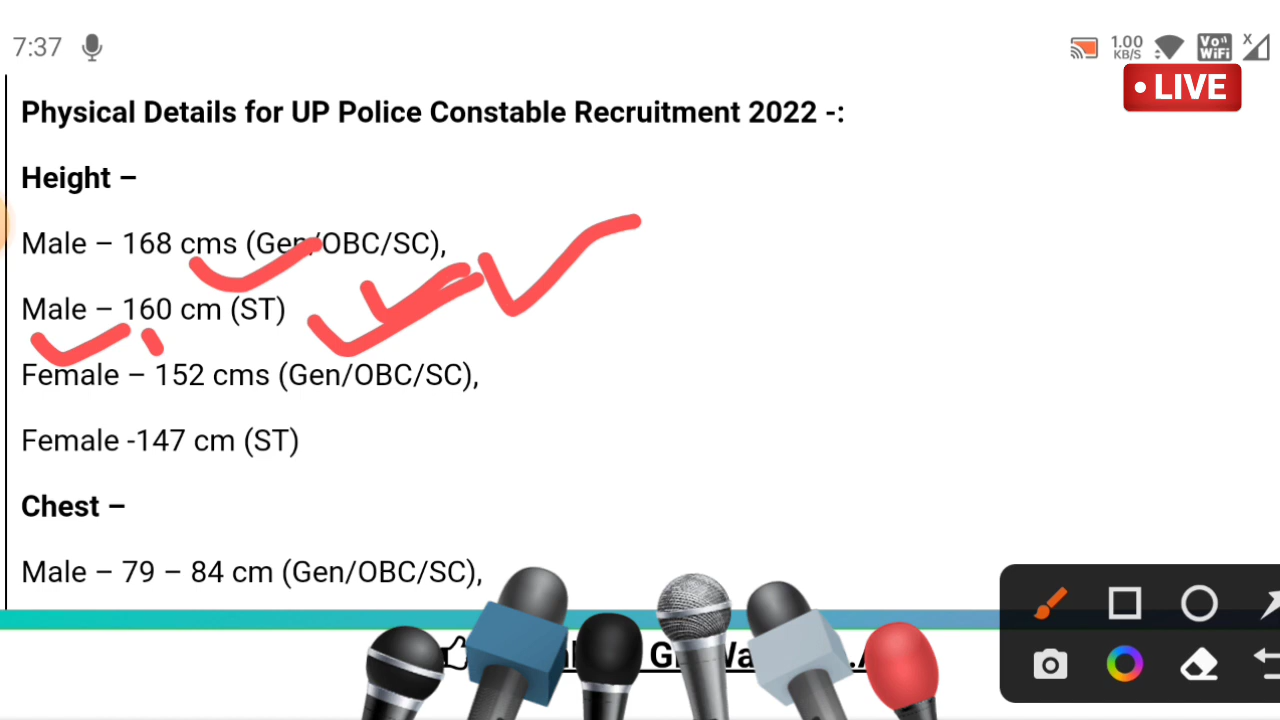 7:37
1.00
KB/S
Vo
WiFi
X
LIVE
Physical Details for UP Police Constable Recruitment 2022 -:
Height –
Male – 168 cms (Gen/OBC/SC),
Male – 160 cm (ST)
Female – 152 cms (Gen/OBC/SC),
Female -147 cm (ST)
Chest –
Male – 79 – 84 cm (Gen/OBC/SC),